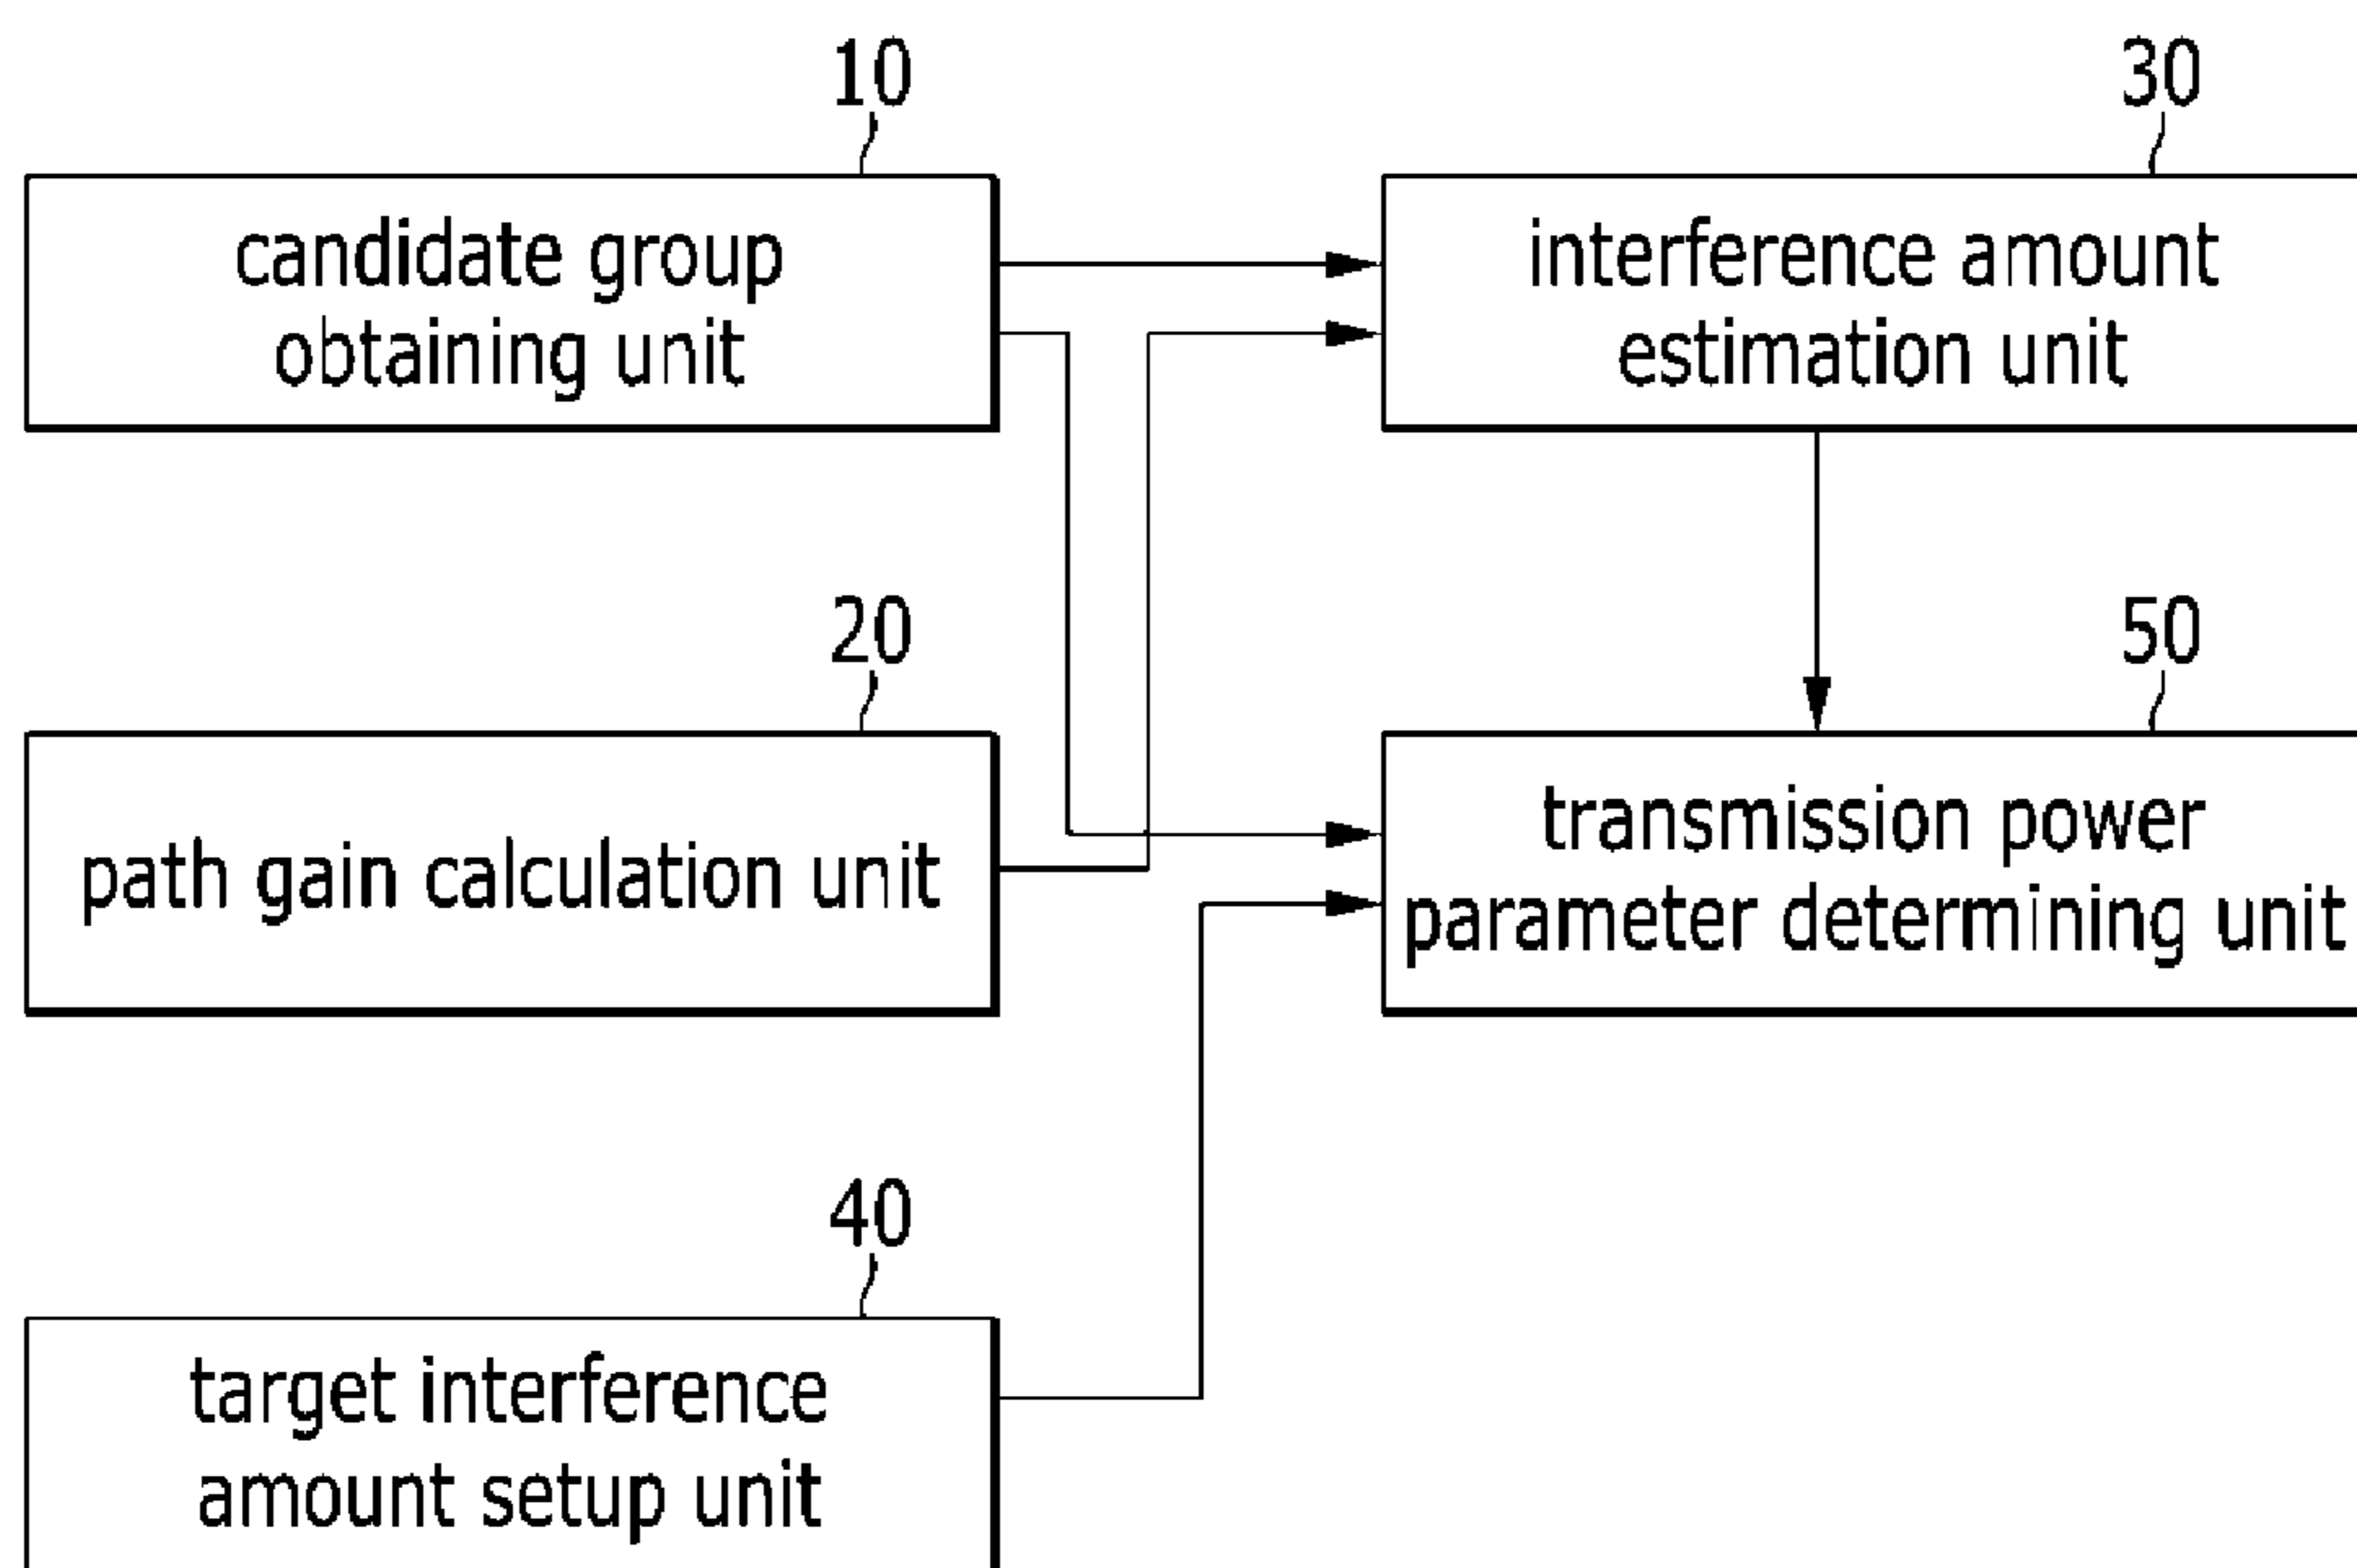 10
candidate group
obtaining unit
30
interference amount
estimation unit
20
path gain calculation unit
50
transmission power
parameter determining unit
40
target interference
amount setup unit